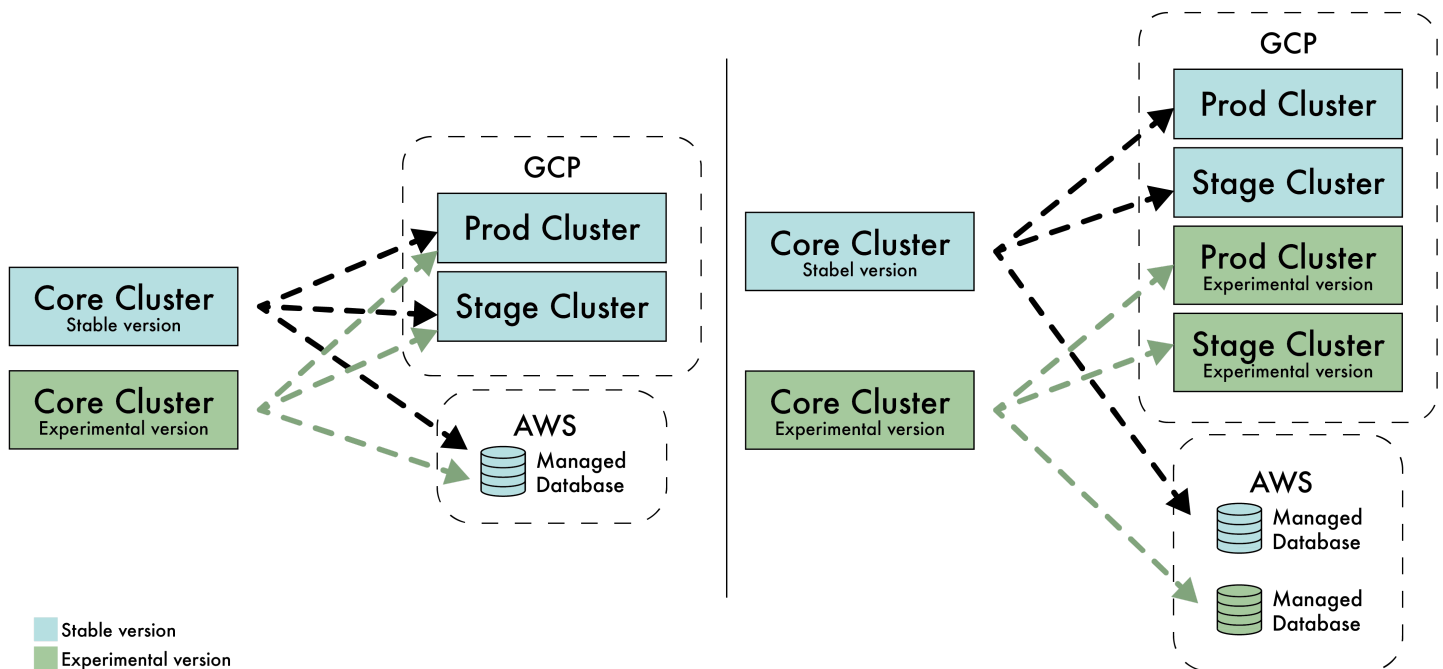 GCP
Prod Cluster
Stage Cluster
Core Cluster
Stable version
Core Cluster
Experimental version
AWS
Managed
Database
Stable version
Experimental version
GCP
Prod Cluster
Stage Cluster
Prod Cluster
Experimental version
Stage Cluster
Experimental version
Core Cluster
Stabel version
Core Cluster
Experimental version
AWS
Managed
Database
Managed
Database